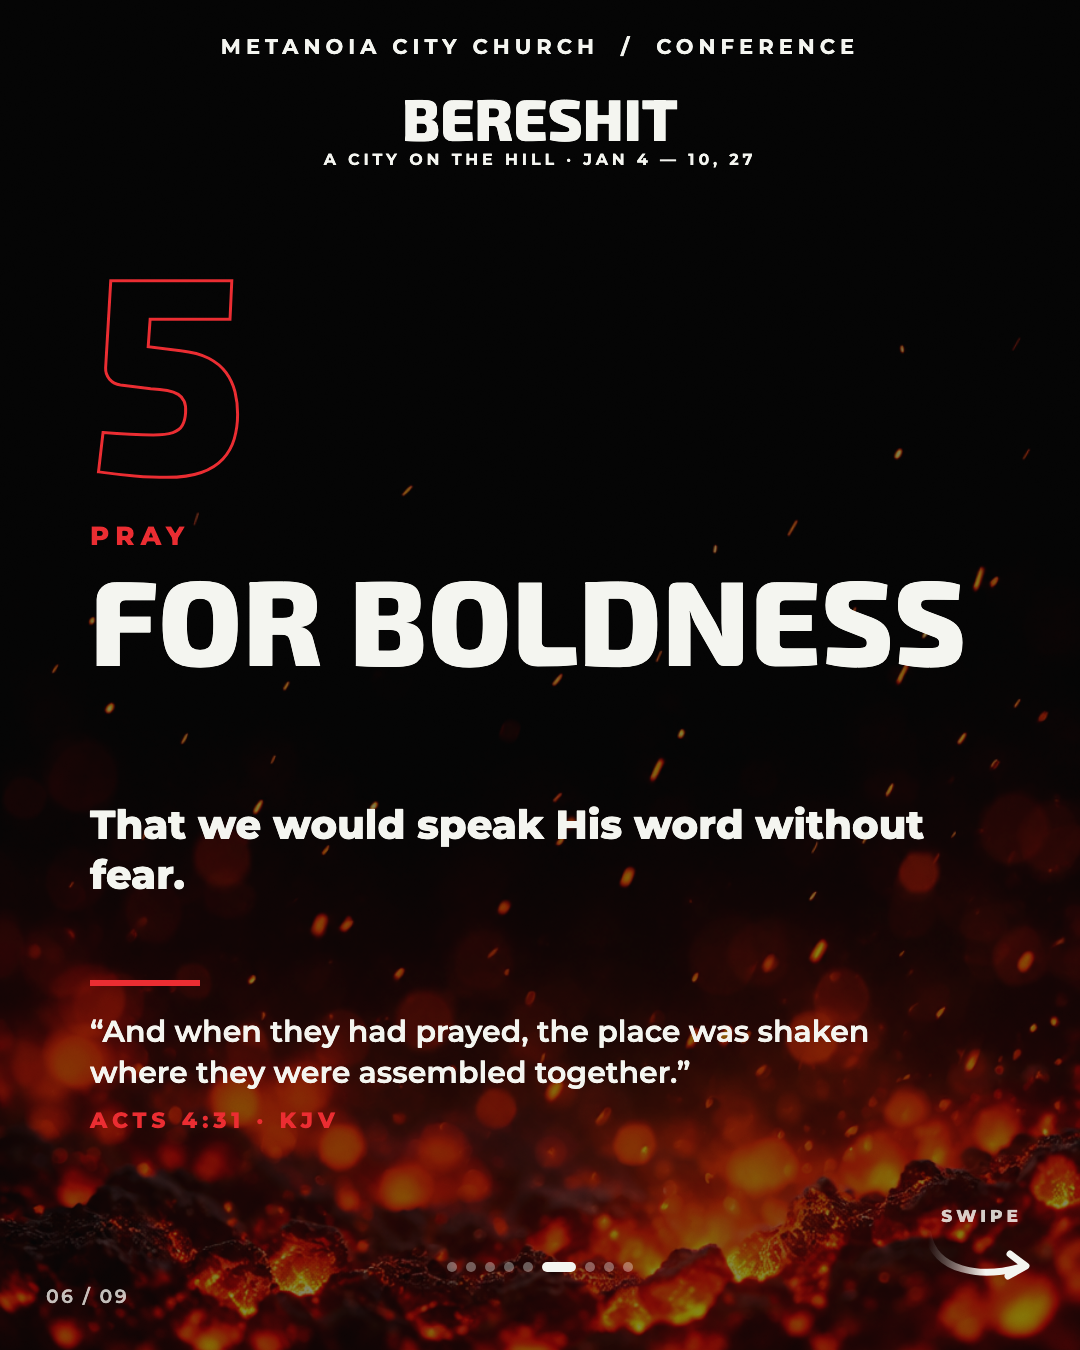 METANOIA CITY CHURCH / CONFERENCE
BERESHIT
A CITY ON THE HILL · JAN 4 — 10, 27
5
PRAY
FOR BOLDNESS
That we would speak His word without
fear.
“And when they had prayed, the place was shaken
where they were assembled together.”
ACTS 4:31 · KJV
SWIPE
06 / 09